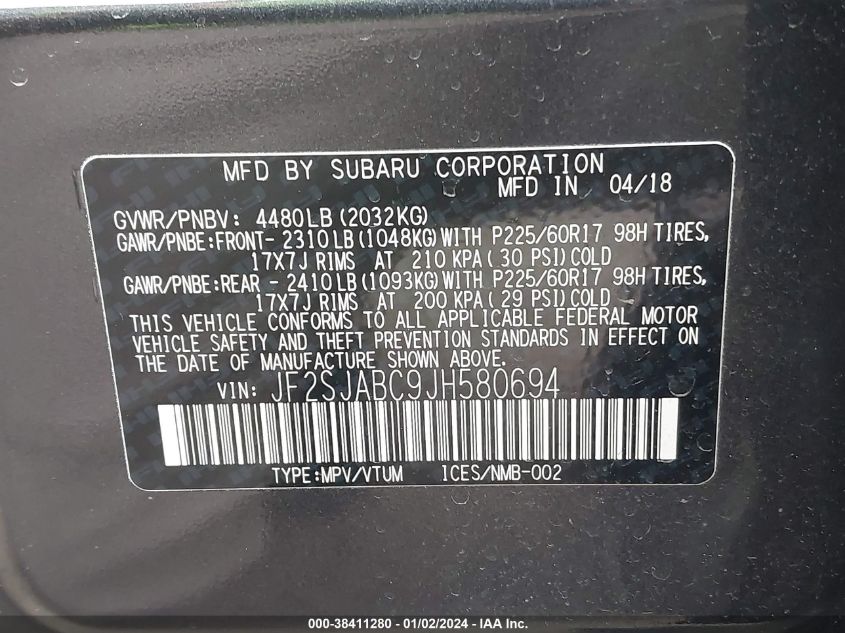 MFD BY SUBARU CORPORATION
MFD IN 04/18
GVWR/PNBV: 4480LB (2032KG)
GAWR/PNBE:FRONT- 2310LB (1048KG) WITH P225/60R17 98H TIRES,
17X7J RIMS AT 210 KPA ( 30 PSI) COLD
GAWR/PNBE:REAR - 2410LB (1093KG) WITH P225/60R17 98H TIRES,
17X7J RIMS AT 200 KPA ( 29 PSI) COLD
THIS VEHICLE CONFORMS TO ALL APPLICABLE FEDERAL MOTOR
VEHICLE SAFETY AND THEFT PREVENTION STANDARDS IN EFFECT ON
THE DATE OF MANUFACTURE SHOWN ABOVE.
VIN: JF2SJABC9JH580694
TYPE:MPV/VTUM ICES/NMB-002
000-38411280 - 01/02/2024 - IAA Inc.